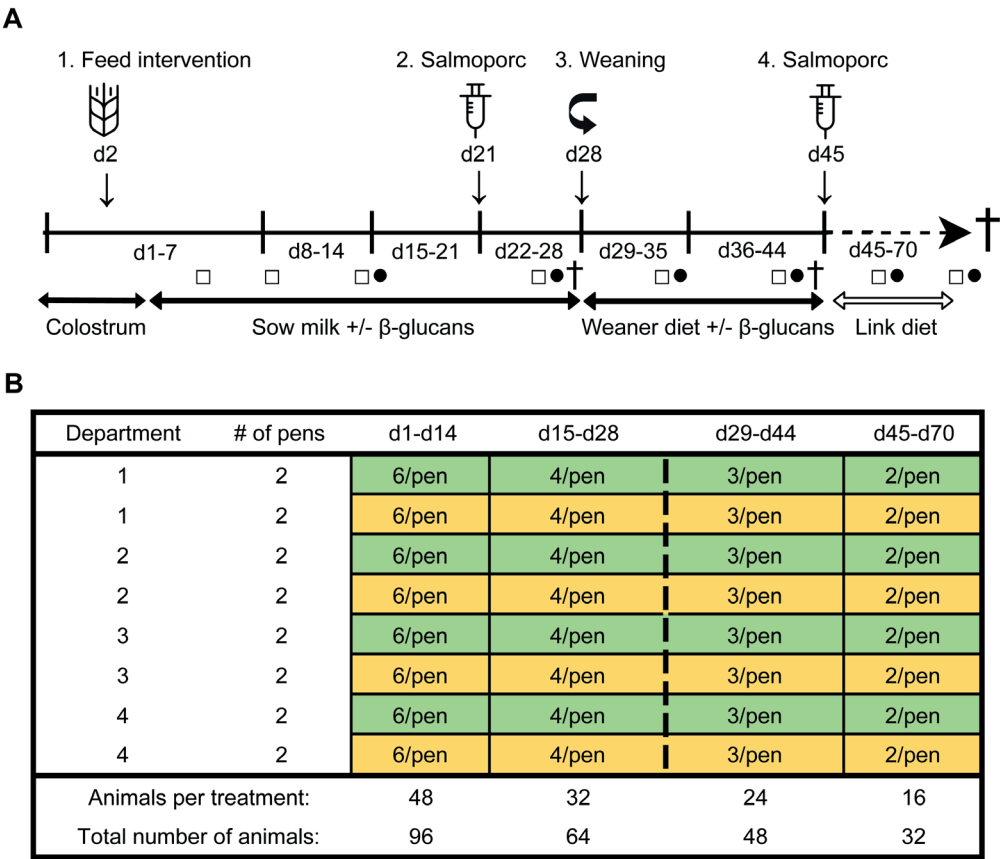 A
1. Feed intervention 2. Salmoporc 3. Weaning 4. Salmoporc
d2 d21 d28 d45
d1-7 d8-14 d15-21 d22-28 d29-35 d36-44 d45-70
Colostrum Sow milk +/- β-glucans Weaner diet +/- β-glucans Link diet
B
Department # of pens d1-d14 d15-d28 d29-d44 d45-d70
1 2 6/pen 4/pen 3/pen 2/pen
1 2 6/pen 4/pen 3/pen 2/pen
2 2 6/pen 4/pen 3/pen 2/pen
2 2 6/pen 4/pen 3/pen 2/pen
3 2 6/pen 4/pen 3/pen 2/pen
3 2 6/pen 4/pen 3/pen 2/pen
4 2 6/pen 4/pen 3/pen 2/pen
4 2 6/pen 4/pen 3/pen 2/pen
Animals per treatment: 48 32 24 16
Total number of animals: 96 64 48 32